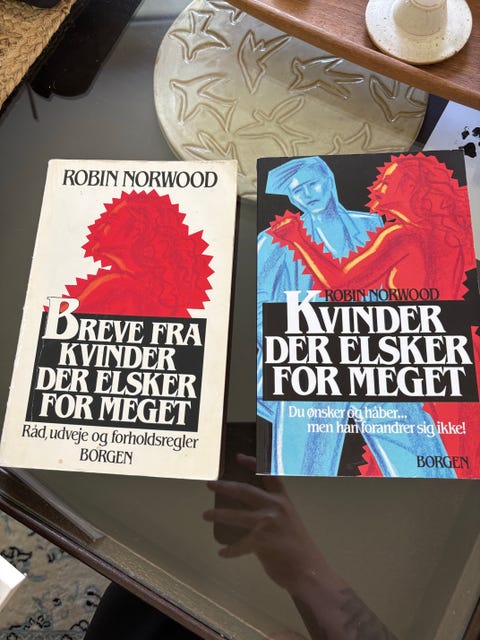 ROBIN NORWOOD
BREVE FRA
KVINDER
DER ELSKER
FOR MEGET
Råd, udveje og forholdsregler
BORGEN
ROBIN NORWOOD
KVINDER
DER ELSKER
FOR MEGET
Du ønsker og håber...
men han forandrer sig ikke!
BORGEN